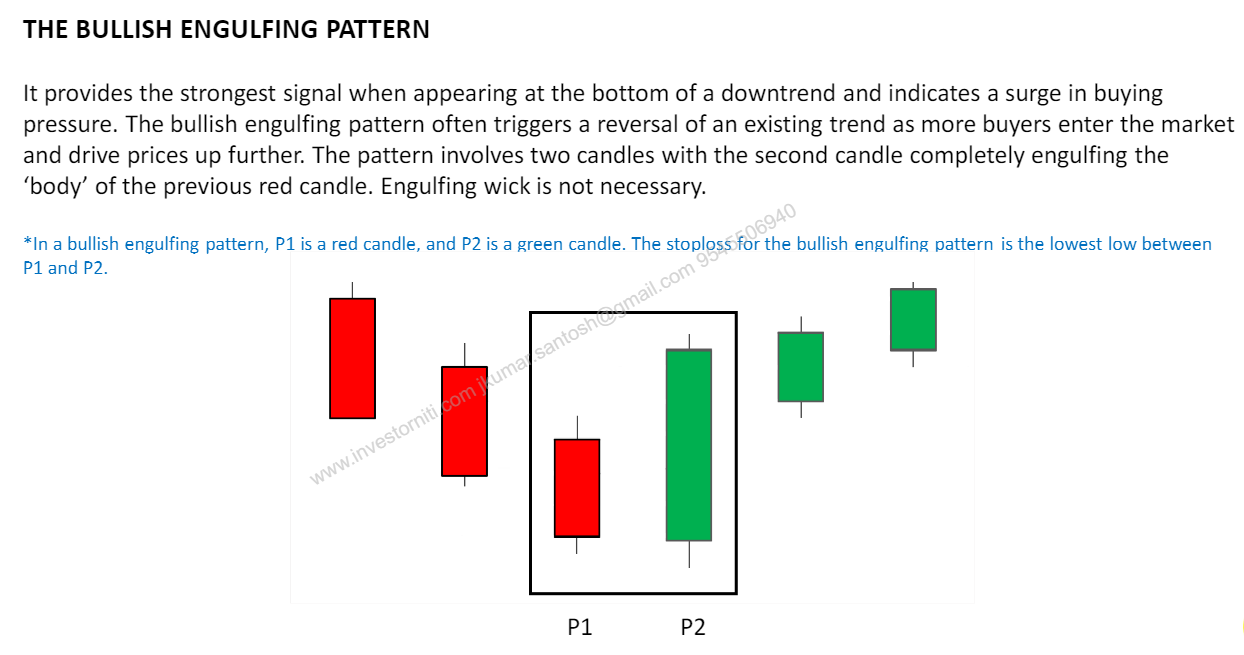 THE BULLISH ENGULFING PATTERN
It provides the strongest signal when appearing at the bottom of a downtrend and indicates a surge in buying
pressure. The bullish engulfing pattern often triggers a reversal of an existing trend as more buyers enter the market
and drive prices up further. The pattern involves two candles with the second candle completely engulfing the
‘body’ of the previous red candle. Engulfing wick is not necessary.
*In a bullish engulfing pattern, P1 is a red candle, and P2 is a green candle. The stoploss for the bullish engulfing pattern is the lowest low between
P1 and P2.
www.investorniti.com jkumar.santosh@gmail.com
P1 P2